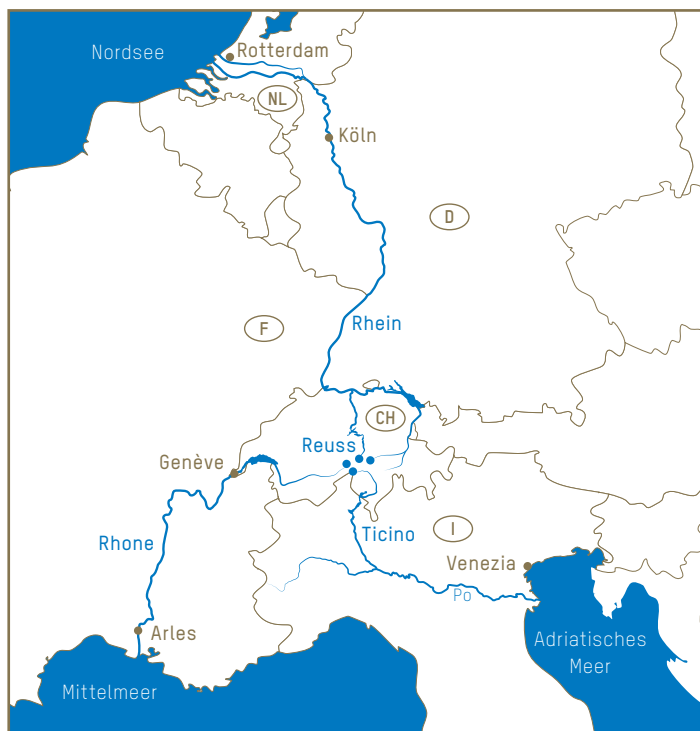 Nordsee
Rotterdam
NL
Köln
D
Rhein
F
CH
Reuss
Genève
Rhone
Ticino
I
Venezia
Po
Arles
Adriatisches
Meer
Mittelmeer